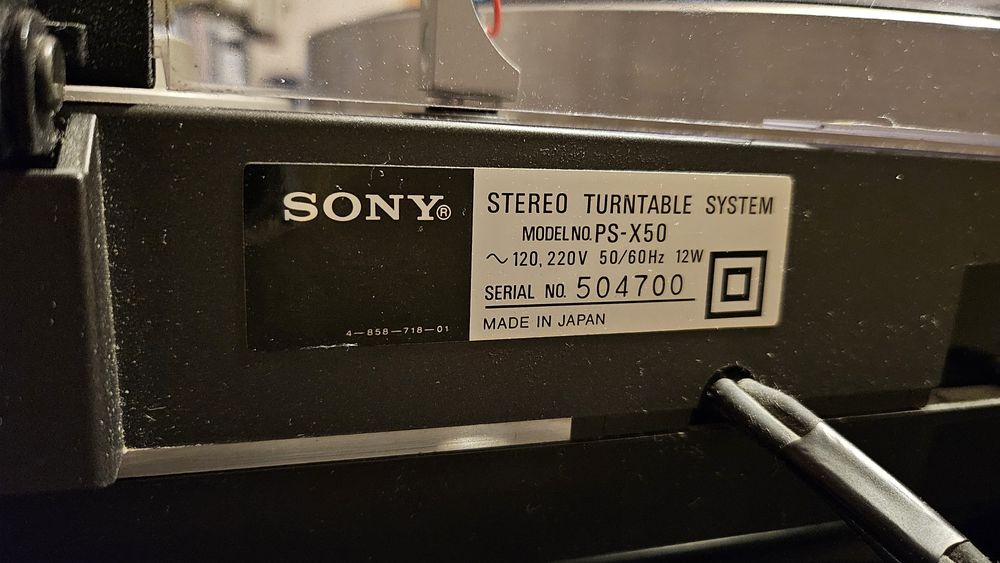 SONY®
4-858-718-01
STEREO TURNTABLE SYSTEM
MODEL NO. PS-X50
~ 120, 220V 50/60Hz 12W
SERIAL NO. 504700
MADE IN JAPAN